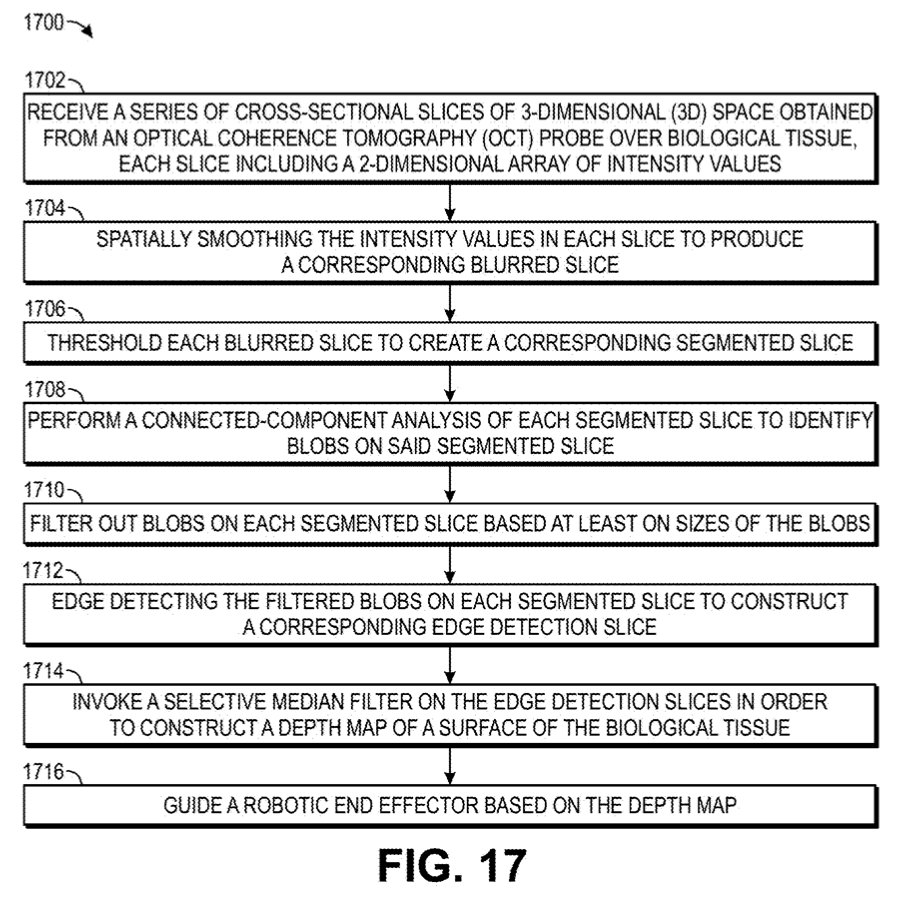 1700
1702
RECEIVE A SERIES OF CROSS-SECTIONAL SLICES OF 3-DIMENSIONAL (3D) SPACE OBTAINED
FROM AN OPTICAL COHERENCE TOMOGRAPHY (OCT) PROBE OVER BIOLOGICAL TISSUE,
EACH SLICE INCLUDING A 2-DIMENSIONAL ARRAY OF INTENSITY VALUES
1704
SPATIALLY SMOOTHING THE INTENSITY VALUES IN EACH SLICE TO PRODUCE
A CORRESPONDING BLURRED SLICE
1706
THRESHOLD EACH BLURRED SLICE TO CREATE A CORRESPONDING SEGMENTED SLICE
1708
PERFORM A CONNECTED-COMPONENT ANALYSIS OF EACH SEGMENTED SLICE TO IDENTIFY
BLOBS ON SAID SEGMENTED SLICE
1710
FILTER OUT BLOBS ON EACH SEGMENTED SLICE BASED AT LEAST ON SIZES OF THE BLOBS
1712
EDGE DETECTING THE FILTERED BLOBS ON EACH SEGMENTED SLICE TO CONSTRUCT
A CORRESPONDING EDGE DETECTION SLICE
1714
INVOKE A SELECTIVE MEDIAN FILTER ON THE EDGE DETECTION SLICES IN ORDER
TO CONSTRUCT A DEPTH MAP OF A SURFACE OF THE BIOLOGICAL TISSUE
1716
GUIDE A ROBOTIC END EFFECTOR BASED ON THE DEPTH MAP
FIG. 17